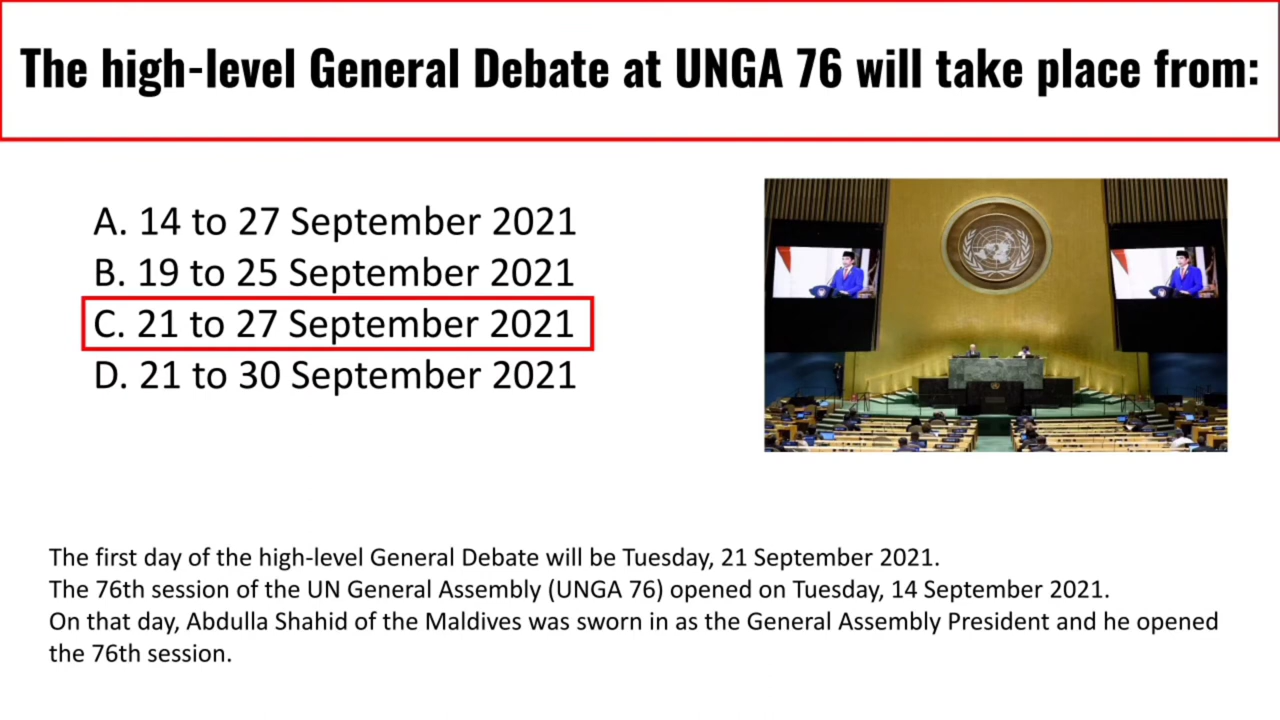 The high-level General Debate at UNGA 76 will take place from:
A. 14 to 27 September 2021
B. 19 to 25 September 2021
C. 21 to 27 September 2021
D. 21 to 30 September 2021
The first day of the high-level General Debate will be Tuesday, 21 September 2021.
The 76th session of the UN General Assembly (UNGA 76) opened on Tuesday, 14 September 2021.
On that day, Abdulla Shahid of the Maldives was sworn in as the General Assembly President and he opened
the 76th session.